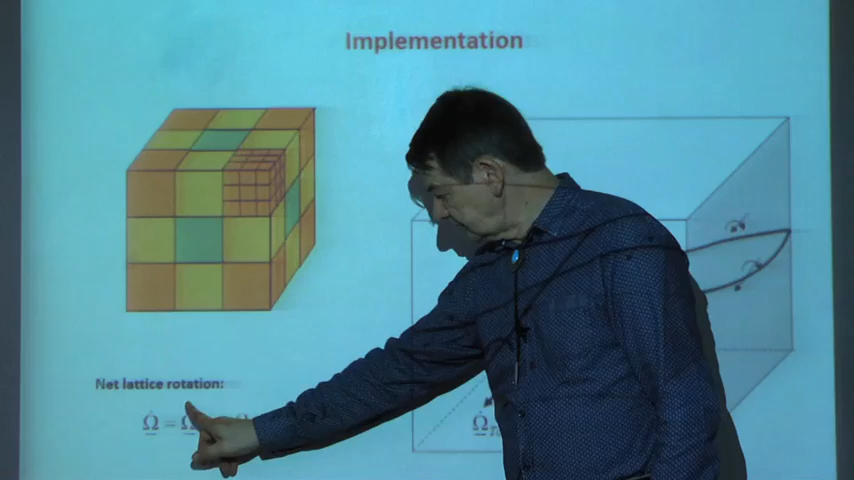 Implementation
Net lattice rotation:
Ω̇ = Ω̇
Ω̇